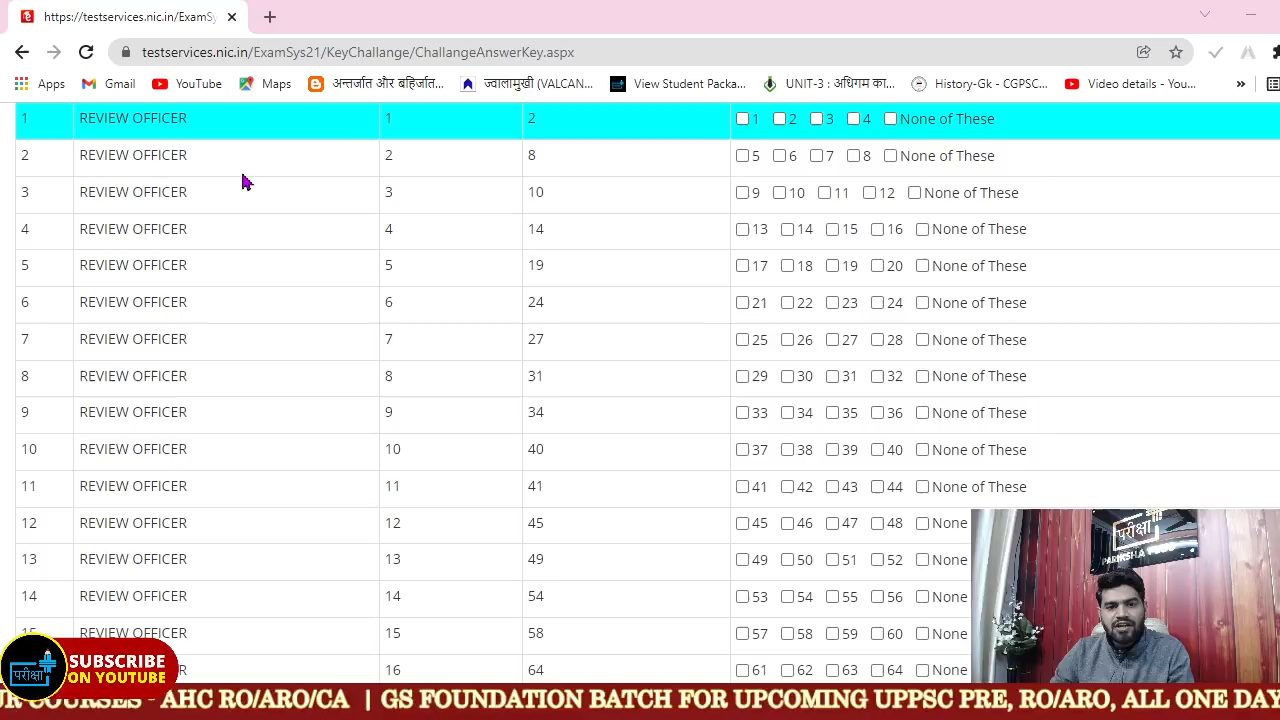 https://testservices.nic.in/ExamSy
testservices.nic.in/ExamSys21/KeyChallange/ChallangeAnswerKey.aspx
Apps Gmail YouTube Maps अन्तर्जात और बहिर्जात... ज्वालामुखी (VALCAN... View Student Packa... UNIT-3 : अधिगम का... History-Gk - CGPSC... Video details - You... »
1 REVIEW OFFICER 1 2 1 2 3 4 None of These
2 REVIEW OFFICER 2 8 5 6 7 8 None of These
3 REVIEW OFFICER 3 10 9 10 11 12 None of These
4 REVIEW OFFICER 4 14 13 14 15 16 None of These
5 REVIEW OFFICER 5 19 17 18 19 20 None of These
6 REVIEW OFFICER 6 24 21 22 23 24 None of These
7 REVIEW OFFICER 7 27 25 26 27 28 None of These
8 REVIEW OFFICER 8 31 29 30 31 32 None of These
9 REVIEW OFFICER 9 34 33 34 35 36 None of These
10 REVIEW OFFICER 10 40 37 38 39 40 None of These
11 REVIEW OFFICER 11 41 41 42 43 44 None of These
12 REVIEW OFFICER 12 45 45 46 47 48 None
13 REVIEW OFFICER 13 49 49 50 51 52 None
14 REVIEW OFFICER 14 54 53 54 55 56 None
15 REVIEW OFFICER 15 58 57 58 59 60 None
16 64 61 62 63 64 None
परीक्षा
PARIKSHA
परीक्षा
SUBSCRIBE
ON YOUTUBE
UR COURSES - AHC RO/ARO/CA | GS FOUNDATION BATCH FOR UPCOMING UPPSC PRE, RO/ARO, ALL ONE DAY